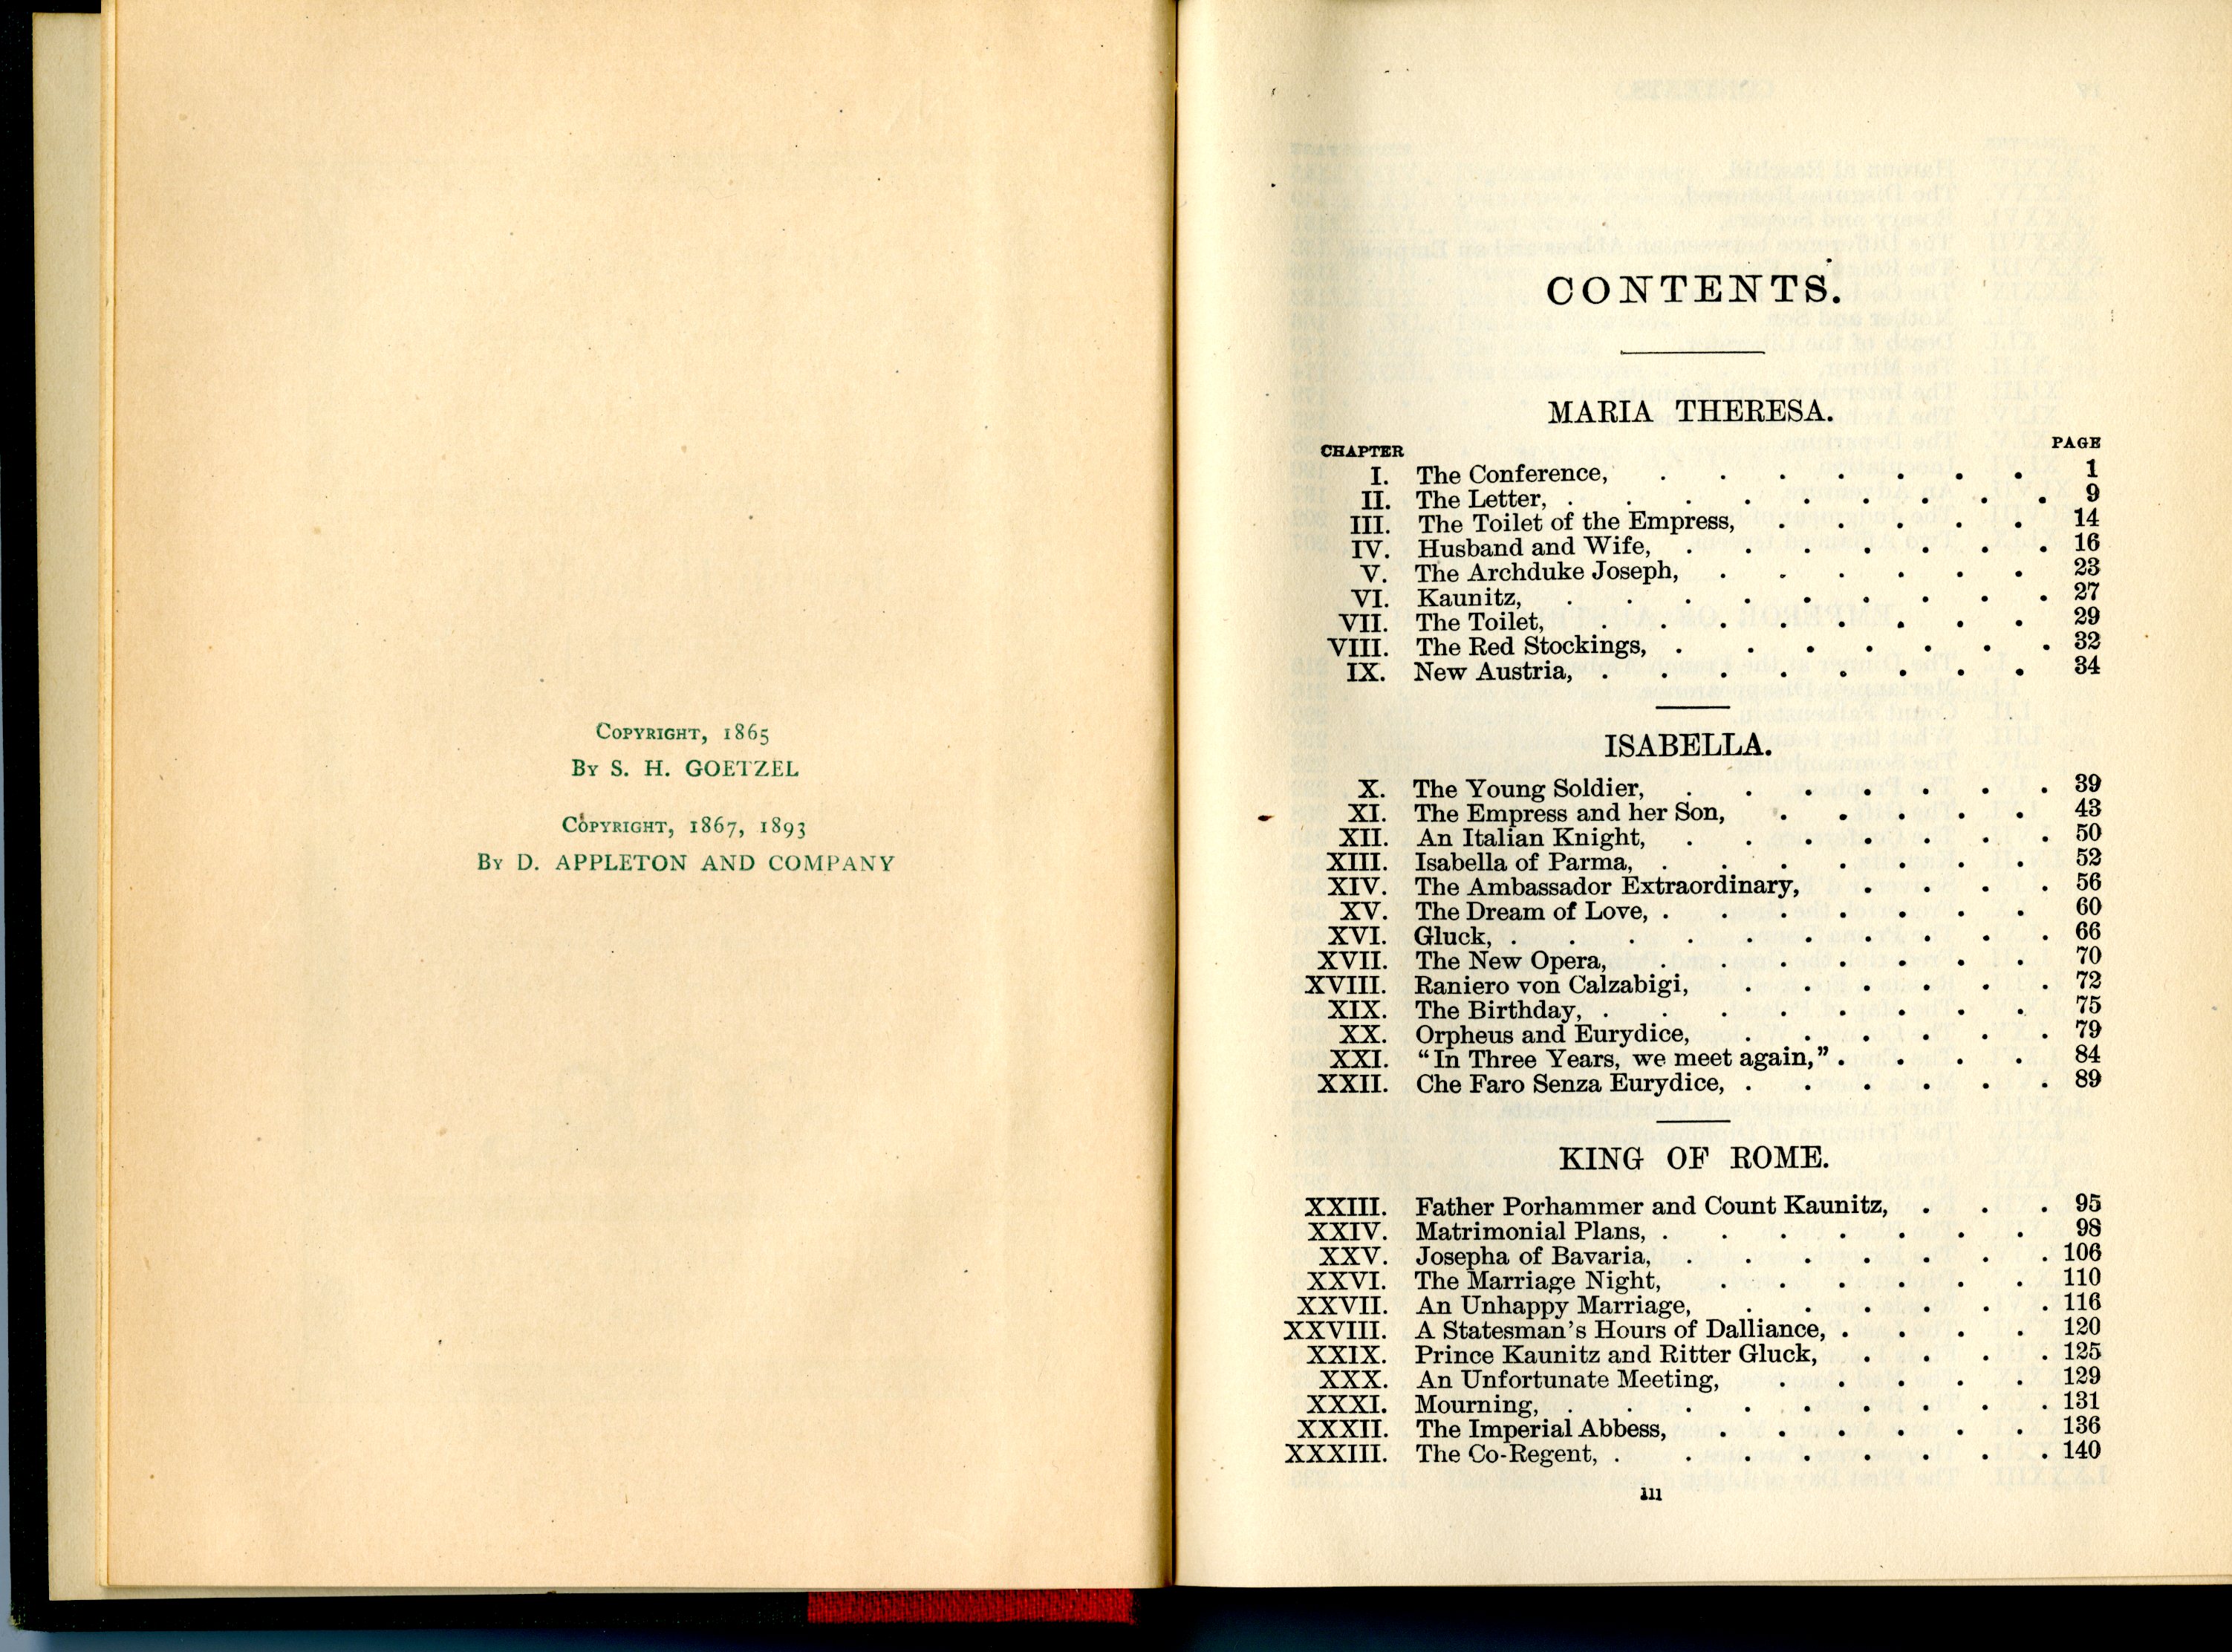 COPYRIGHT, 1865
BY S. H. GOETZEL
COPYRIGHT, 1867, 1893
BY D. APPLETON AND COMPANY
CONTENTS.
MARIA THERESA.
CHAPTER PAGE
I. The Conference, . . . . . . . 1
II. The Letter, . . . . . . . . . 9
III. The Toilet of the Empress, . . . . . 14
IV. Husband and Wife, . . . . . . . 16
V. The Archduke Joseph, . . . . . . 23
VI. Kaunitz, . . . . . . . . . 27
VII. The Toilet, . . . . . . . . 29
VIII. The Red Stockings, . . . . . . . 32
IX. New Austria, . . . . . . . . 34
ISABELLA.
X. The Young Soldier, . . . . . . . 39
XI. The Empress and her Son, . . . . . 43
XII. An Italian Knight, . . . . . . . 50
XIII. Isabella of Parma, . . . . . . . 52
XIV. The Ambassador Extraordinary, . . . . 56
XV. The Dream of Love, . . . . . . . 60
XVI. Gluck, . . . . . . . . . . 66
XVII. The New Opera, . . . . . . . 70
XVIII. Raniero von Calzabigi, . . . . . . 72
XIX. The Birthday, . . . . . . . . 75
XX. Orpheus and Eurydice, . . . . . . 79
XXI. “In Three Years, we meet again,” . . . . 84
XXII. Che Faro Senza Eurydice, . . . . . . 89
KING OF ROME.
XXIII. Father Porhammer and Count Kaunitz, . . . 95
XXIV. Matrimonial Plans, . . . . . . . 98
XXV. Josepha of Bavaria, . . . . . . . 106
XXVI. The Marriage Night, . . . . . . 110
XXVII. An Unhappy Marriage, . . . . . . 116
XXVIII. A Statesman's Hours of Dalliance, . . . . 120
XXIX. Prince Kaunitz and Ritter Gluck, . . . . 125
XXX. An Unfortunate Meeting, . . . . . 129
XXXI. Mourning, . . . . . . . . . 131
XXXII. The Imperial Abbess, . . . . . . 136
XXXIII. The Co-Regent, . . . . . . . . 140
iii